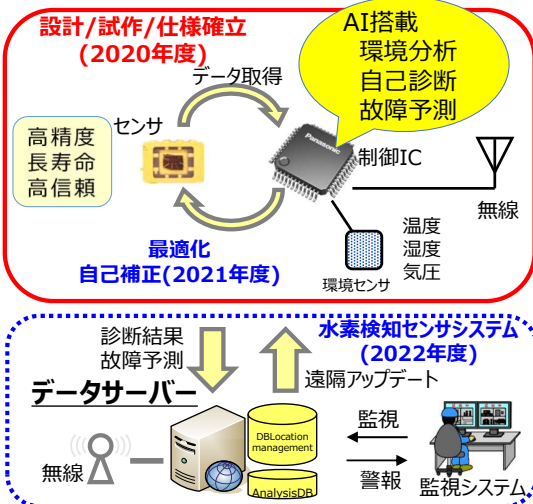 設計/試作/仕様確立
(2020年度)
AI搭載
環境分析
自己診断
故障予測
データ取得
センサ
高精度
長寿命
高信頼
Panasonic
制御IC
無線
最適化
自己補正(2021年度)
環境センサ
温度
湿度
気圧
診断結果
故障予測
水素検知センサシステム
(2022年度)
遠隔アップデート
データサーバー
DBLocation
management
AnalysisDB
無線
監視
警報
監視システム